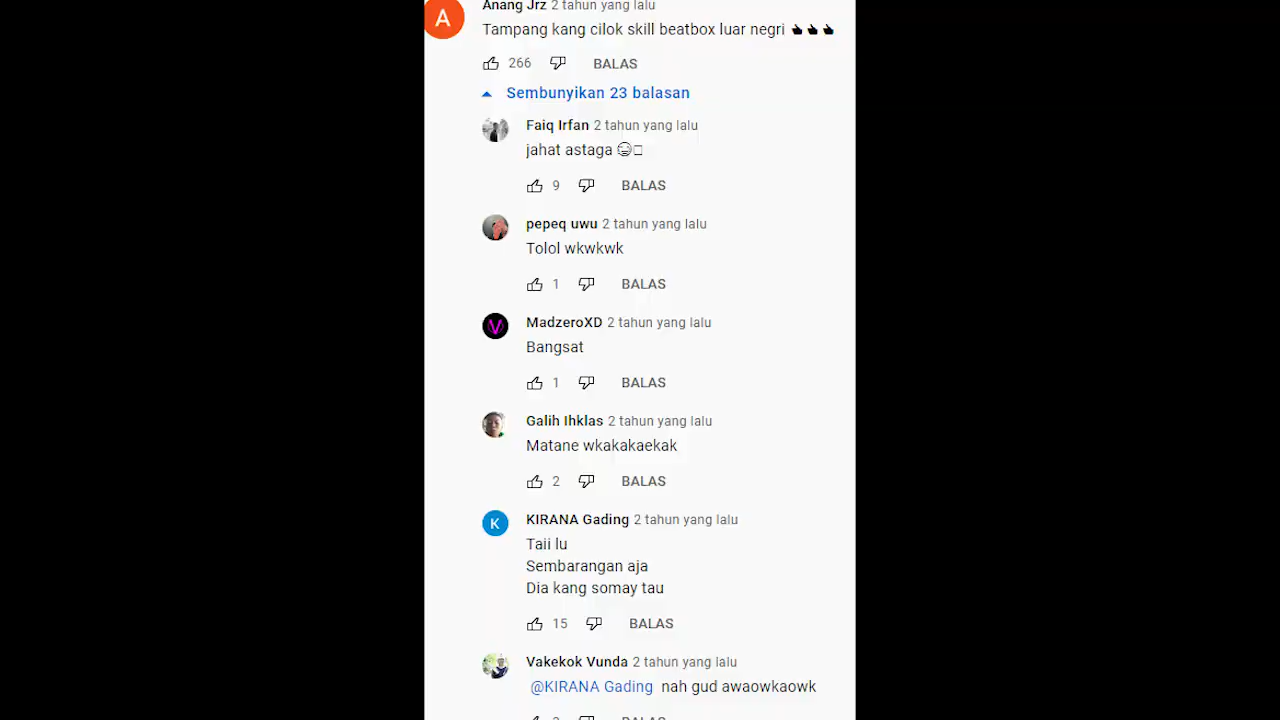 Anang Jrz 2 tahun yang lalu
A
Tampang kang cilok skill beatbox luar negri
266 BALAS
Sembunyikan 23 balasan
Faiq Irfan 2 tahun yang lalu
jahat astaga
9 BALAS
pepeq uwu 2 tahun yang lalu
Tolol wkwkwk
1 BALAS
MadzeroXD 2 tahun yang lalu
Bangsat
1 BALAS
Galih Ihklas 2 tahun yang lalu
Matane wkakakaekak
2 BALAS
K KIRANA Gading 2 tahun yang lalu
Taii lu
Sembarangan aja
Dia kang somay tau
15 BALAS
Vakekok Vunda 2 tahun yang lalu
@KIRANA Gading nah gud awaowkaowk
BALAS